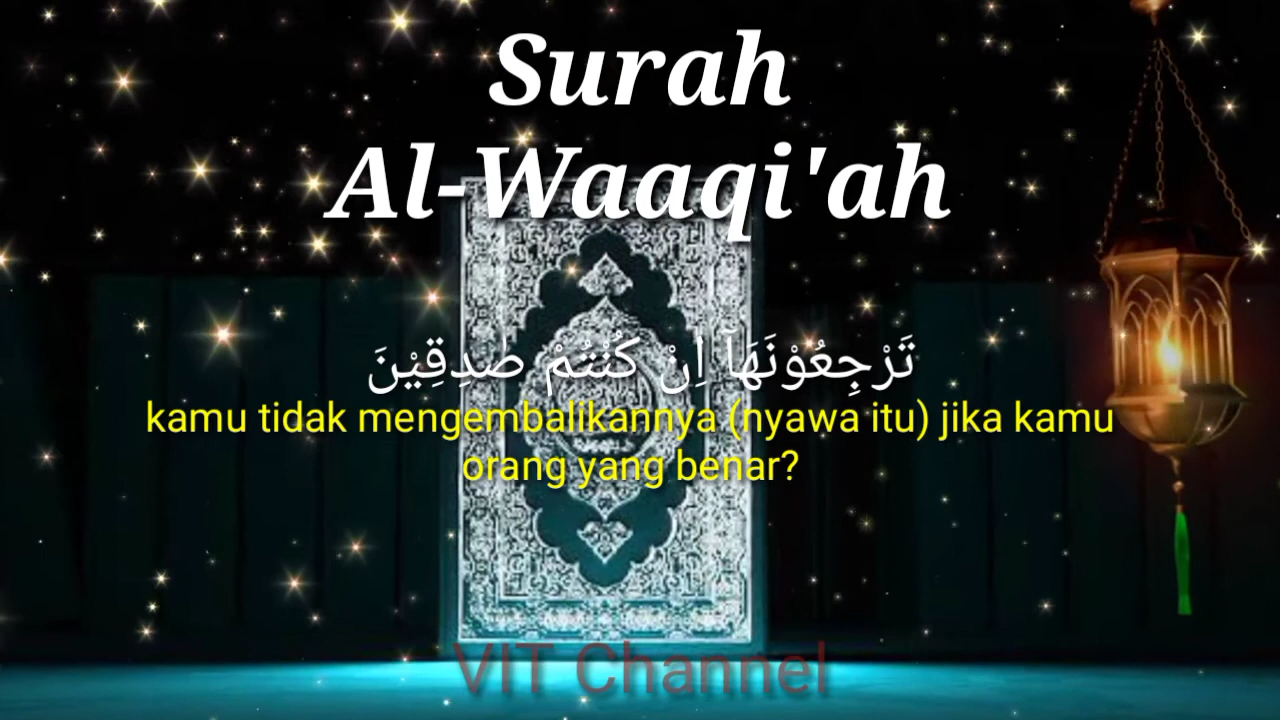 Surah
Al-Waaqi'ah
تَرْجِعُوْنَهَآ اِنْ كُنْتُمْ صٰدِقِيْنَ
kamu tidak mengembalikannya (nyawa itu) jika kamu
orang yang benar?
VIT Channel